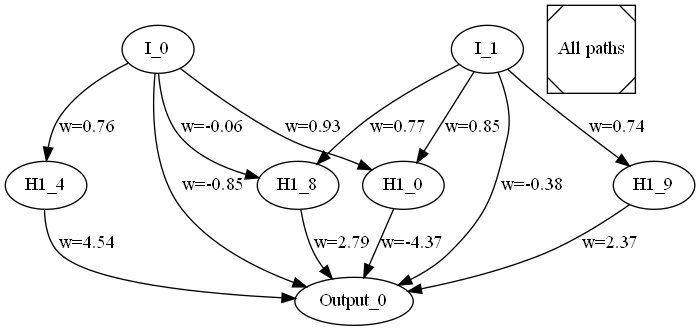 I_0
I_1
All paths
w=0.76
w=-0.06
w=0.93
w=0.77
w=0.85
w=0.74
w=-0.85
w=-0.38
H1_4
H1_8
H1_0
H1_9
w=4.54
w=2.79
w=-4.37
w=2.37
Output_0